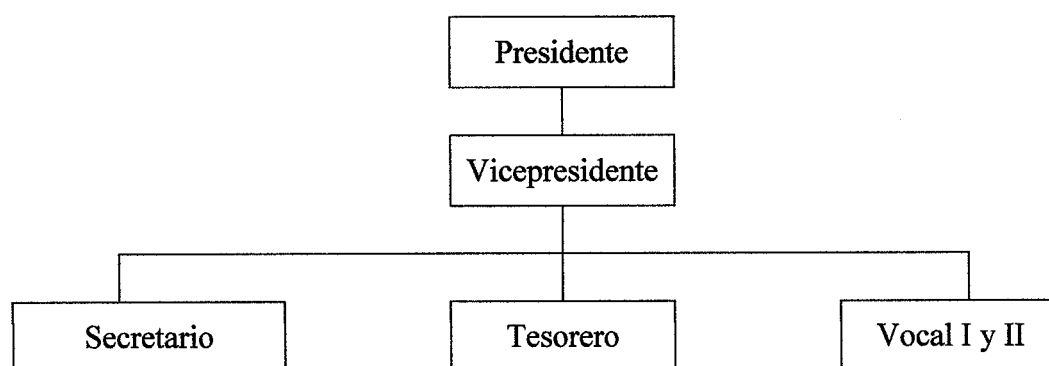 Presidente
Vicepresidente
Secretario
Tesorero
Vocal I y II